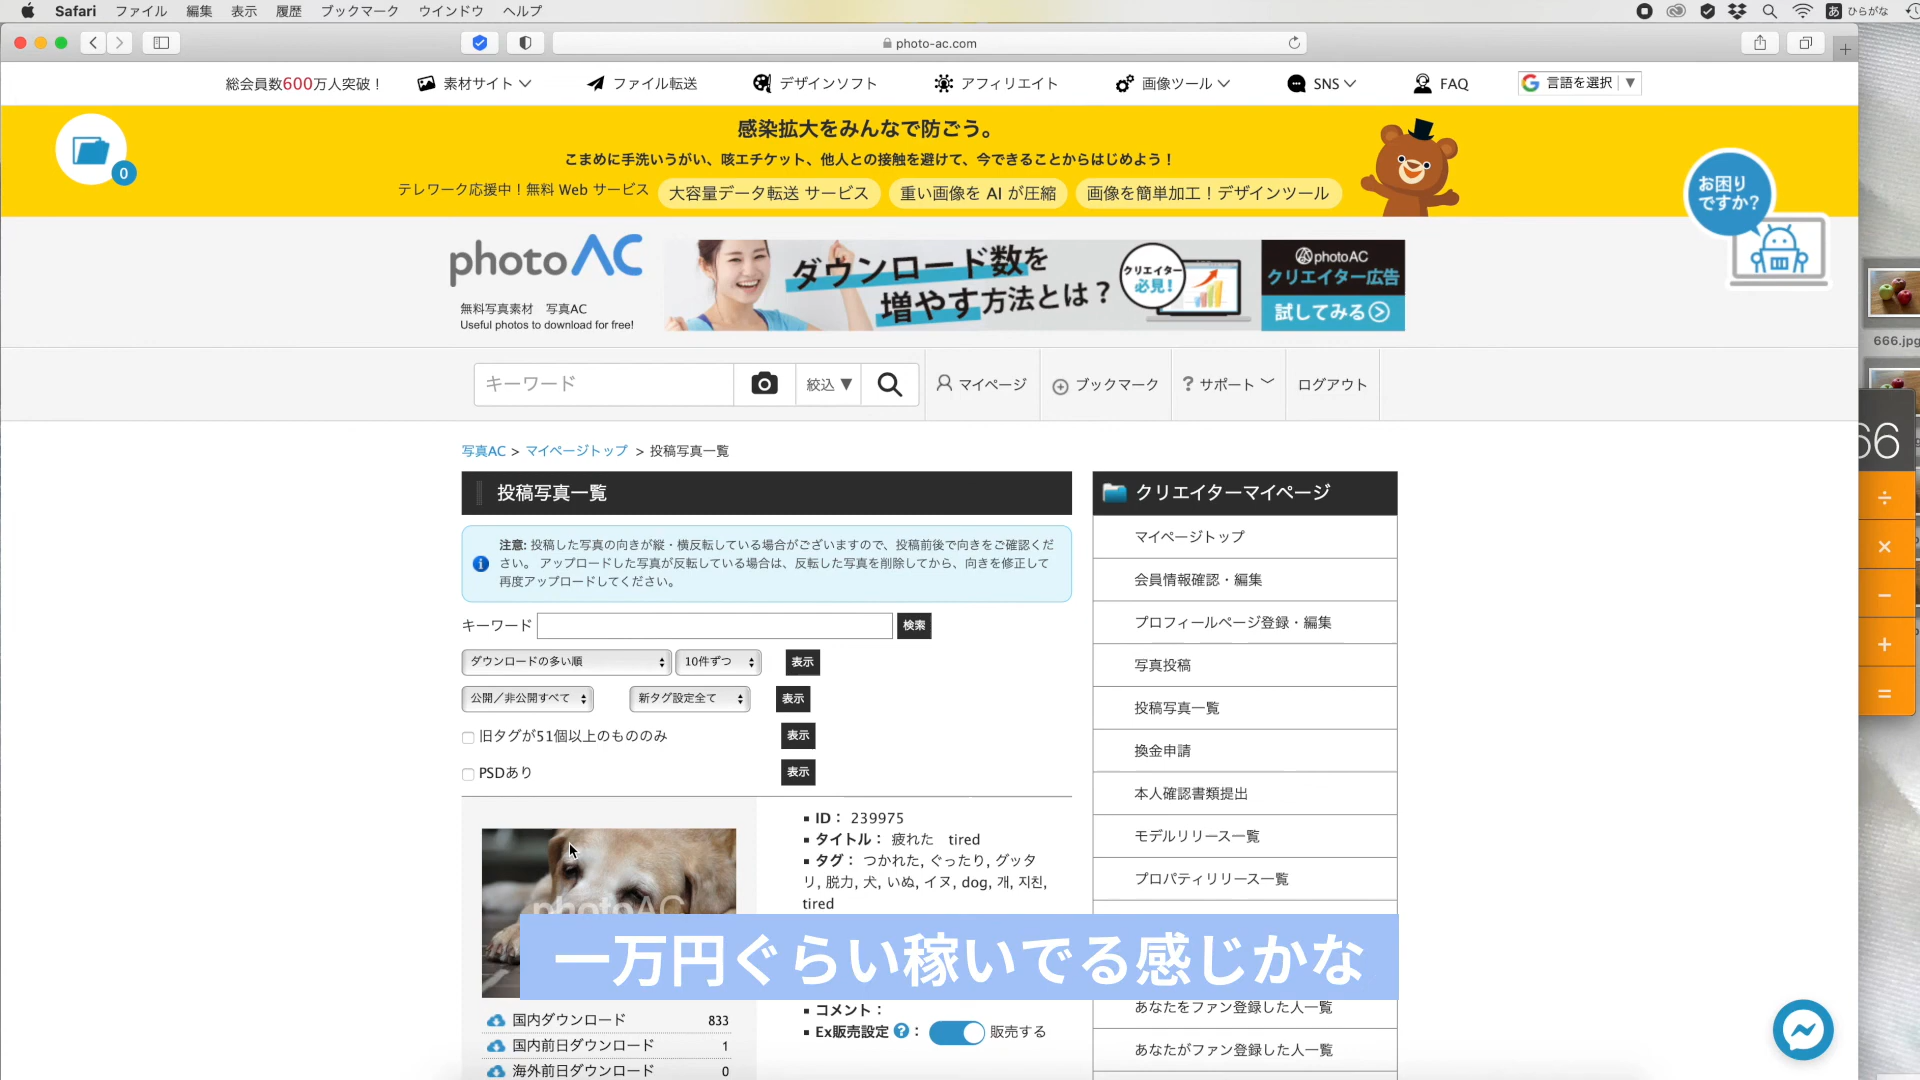 Safari ファイル 編集 表示 履歴 ブックマーク ウインドウ ヘルプ
あ ひらがな
photo-ac.com
総会員数600万人突破！ 素材サイト ファイル転送 デザインソフト アフィリエイト 画像ツール SNS FAQ 言語を選択 ▼
0
感染拡大をみんなで防ごう。
こまめに手洗いうがい、咳エチケット、他人との接触を避けて、今できることからはじめよう！
テレワーク応援中！無料 Web サービス 大容量データ転送 サービス 重い画像を AI が圧縮 画像を簡単加工！デザインツール
お困り
ですか？
photoAC
無料写真素材 写真AC
Useful photos to download for free!
ダウンロード数を
増やす方法とは？
クリエイター
必見！
photoAC
クリエイター広告
試してみる
666.jpg
キーワード 絞込 ▼ マイページ ブックマーク ? サポート ログアウト
66
写真AC > マイページトップ > 投稿写真一覧
投稿写真一覧
注意: 投稿した写真の向きが縦・横反転している場合がございますので、投稿前後で向きをご確認くだ
さい。 アップロードした写真が反転している場合は、反転した写真を削除してから、向きを修正して
再度アップロードしてください。
キーワード 検索
ダウンロードの多い順 10件ずつ 表示
公開／非公開すべて 新タグ設定全て 表示
旧タグが51個以上のもののみ 表示
PSDあり 表示
photoAC
国内ダウンロード 833
国内前日ダウンロード 1
海外前日ダウンロード 0
ID： 239975
タイトル： 疲れた tired
タグ： つかれた, ぐったり, グッタ
リ, 脱力, 犬, いぬ, イヌ, dog, 개, 지친,
tired
コメント：
Ex販売設定 ? ： 販売する
クリエイターマイページ
マイページトップ
会員情報確認・編集
プロフィールページ登録・編集
写真投稿
投稿写真一覧
換金申請
本人確認書類提出
モデルリリース一覧
プロパティリリース一覧
あなたをファン登録した人一覧
あなたがファン登録した人一覧
÷
×
−
+
=
一万円ぐらい稼いでる感じかな